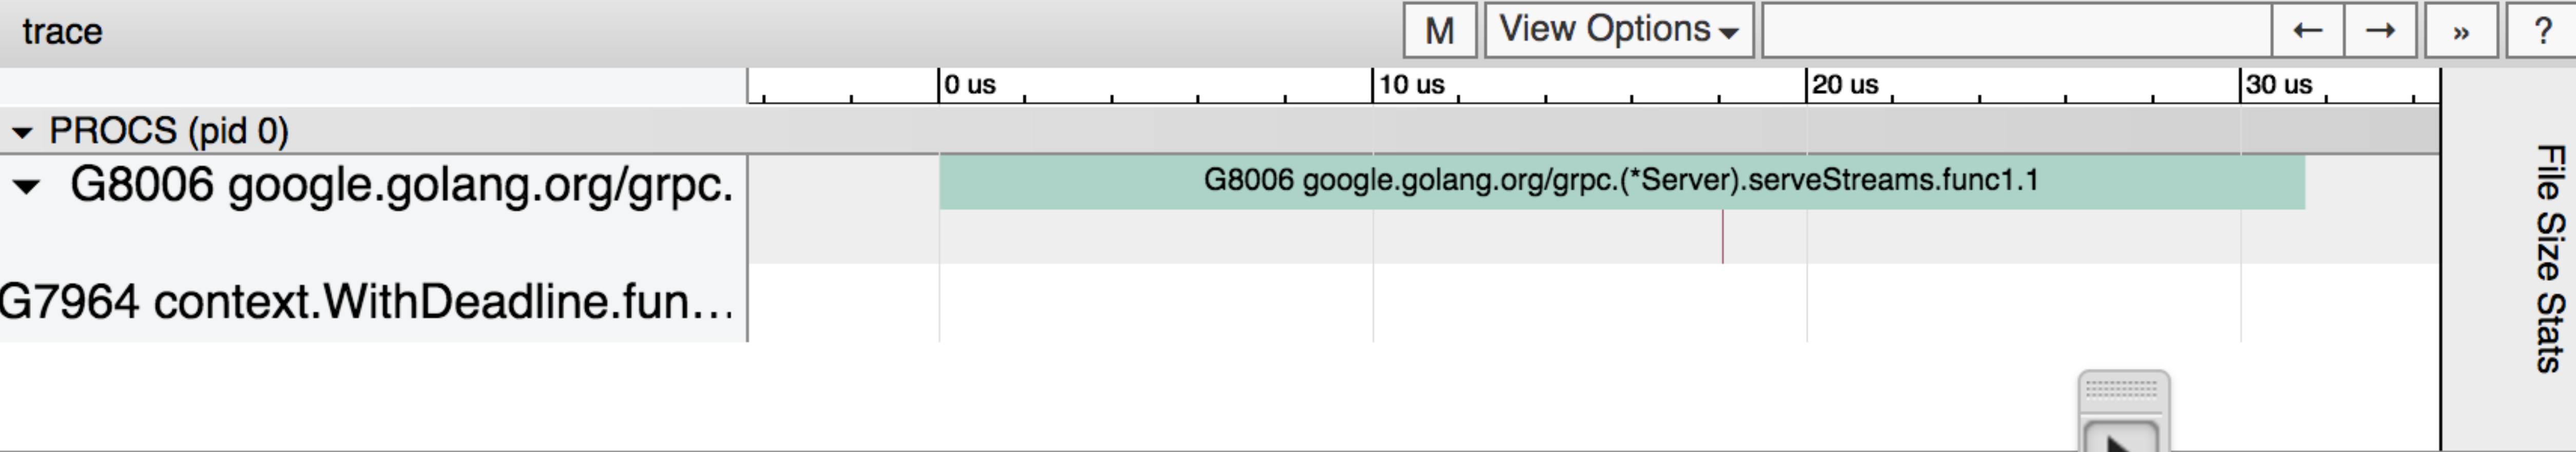 trace
M
View Options
←
→
»
?
0 us
10 us
20 us
30 us
PROCS (pid 0)
G8006 google.golang.org/grpc.
G8006 google.golang.org/grpc.(*Server).serveStreams.func1.1
G7964 context.WithDeadline.fun…
File Size Stats